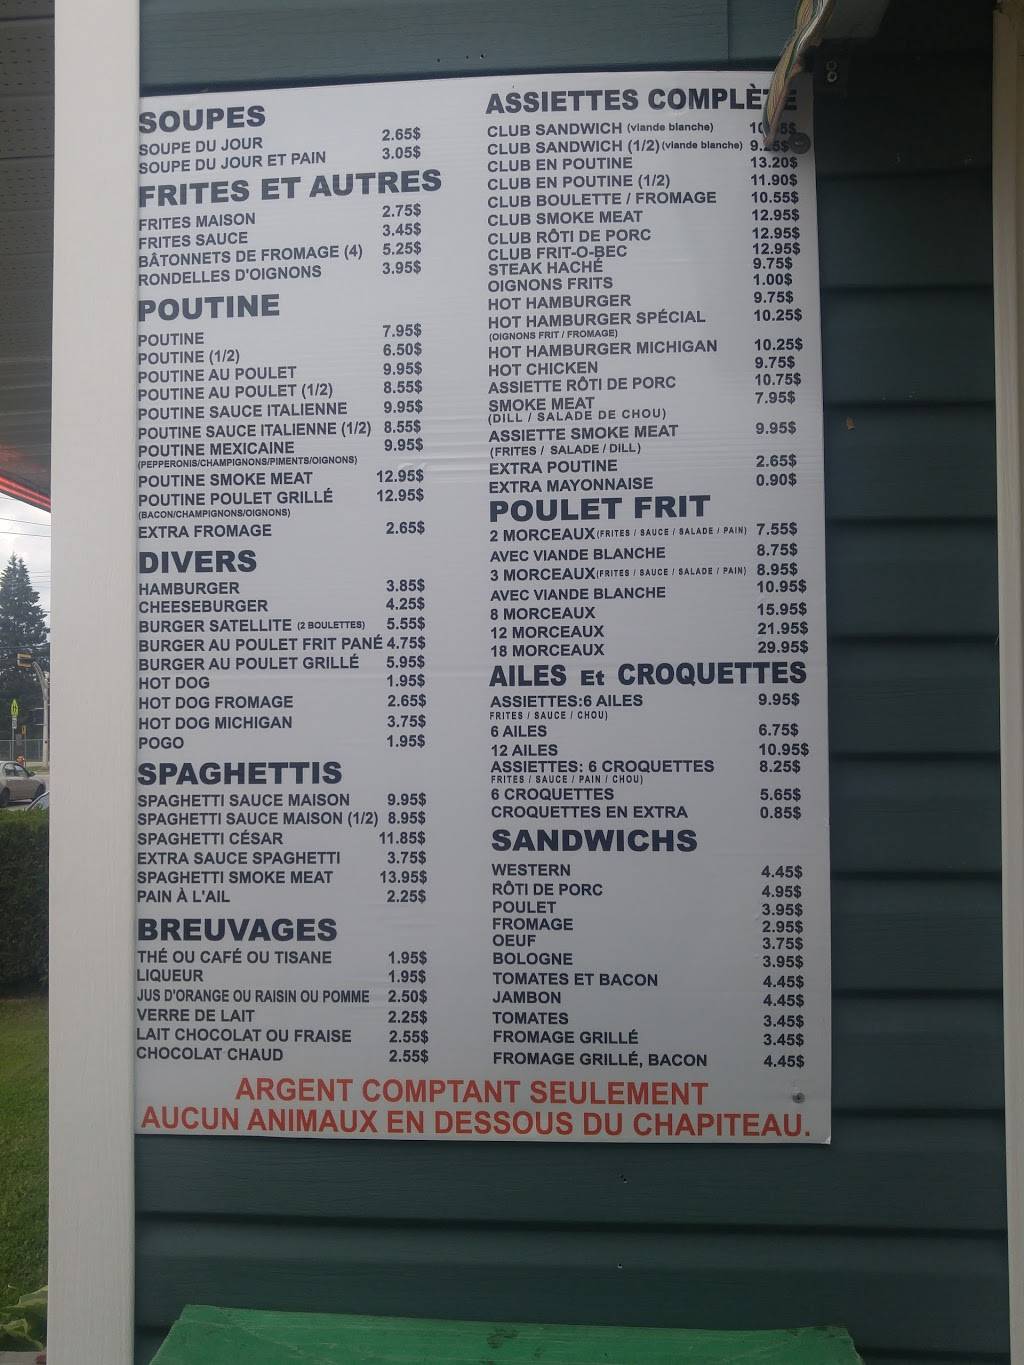 SOUPES
SOUPE DU JOUR 2.65$
SOUPE DU JOUR ET PAIN 3.05$
FRITES ET AUTRES
FRITES MAISON 2.75$
FRITES SAUCE 3.45$
BÂTONNETS DE FROMAGE (4) 5.25$
RONDELLES D'OIGNONS 3.95$
POUTINE
POUTINE 7.95$
POUTINE (1/2) 6.50$
POUTINE AU POULET 9.95$
POUTINE AU POULET (1/2) 8.55$
POUTINE SAUCE ITALIENNE 9.95$
POUTINE SAUCE ITALIENNE (1/2) 8.55$
POUTINE MEXICAINE 9.95$
(PEPPERONIS/CHAMPIGNONS/PIMENTS/OIGNONS)
POUTINE SMOKE MEAT 12.95$
POUTINE POULET GRILLÉ 12.95$
(BACON/CHAMPIGNONS/OIGNONS)
EXTRA FROMAGE 2.65$
DIVERS
HAMBURGER 3.85$
CHEESEBURGER 4.25$
BURGER SATELLITE (2 BOULETTES) 5.55$
BURGER AU POULET FRIT PANÉ 4.75$
BURGER AU POULET GRILLÉ 5.95$
HOT DOG 1.95$
HOT DOG FROMAGE 2.65$
HOT DOG MICHIGAN 3.75$
POGO 1.95$
SPAGHETTIS
SPAGHETTI SAUCE MAISON 9.95$
SPAGHETTI SAUCE MAISON (1/2) 8.95$
SPAGHETTI CÉSAR 11.85$
EXTRA SAUCE SPAGHETTI 3.75$
SPAGHETTI SMOKE MEAT 13.95$
PAIN À L'AIL 2.25$
BREUVAGES
THÉ OU CAFÉ OU TISANE 1.95$
LIQUEUR 1.95$
JUS D'ORANGE OU RAISIN OU POMME 2.50$
VERRE DE LAIT 2.25$
LAIT CHOCOLAT OU FRAISE 2.55$
CHOCOLAT CHAUD 2.55$
ASSIETTES COMPLÈTE
CLUB SANDWICH (viande blanche)
CLUB SANDWICH (1/2) (viande blanche)
CLUB EN POUTINE 13.20$
CLUB EN POUTINE (1/2) 11.90$
CLUB BOULETTE / FROMAGE 10.55$
CLUB SMOKE MEAT 12.95$
CLUB RÔTI DE PORC 12.95$
CLUB FRIT-O-BEC 12.95$
STEAK HACHÉ 9.75$
OIGNONS FRITS 1.00$
HOT HAMBURGER 9.75$
HOT HAMBURGER SPÉCIAL 10.25$
(OIGNONS FRIT / FROMAGE)
HOT HAMBURGER MICHIGAN 10.25$
HOT CHICKEN 9.75$
ASSIETTE RÔTI DE PORC 10.75$
SMOKE MEAT 7.95$
(DILL / SALADE DE CHOU)
ASSIETTE SMOKE MEAT 9.95$
(FRITES / SALADE / DILL)
EXTRA POUTINE 2.65$
EXTRA MAYONNAISE 0.90$
POULET FRIT
2 MORCEAUX (FRITES / SAUCE / SALADE / PAIN) 7.55$
AVEC VIANDE BLANCHE 8.75$
3 MORCEAUX (FRITES / SAUCE / SALADE / PAIN) 8.95$
AVEC VIANDE BLANCHE 10.95$
8 MORCEAUX 15.95$
12 MORCEAUX 21.95$
18 MORCEAUX 29.95$
AILES Et CROQUETTES
ASSIETTES:6 AILES 9.95$
FRITES / SAUCE / CHOU)
6 AILES 6.75$
12 AILES 10.95$
ASSIETTES: 6 CROQUETTES 8.25$
FRITES / SAUCE / PAIN / CHOU)
6 CROQUETTES 5.65$
CROQUETTES EN EXTRA 0.85$
SANDWICHS
WESTERN 4.45$
RÔTI DE PORC 4.95$
POULET 3.95$
FROMAGE 2.95$
OEUF 3.75$
BOLOGNE 3.95$
TOMATES ET BACON 4.45$
JAMBON 4.45$
TOMATES 3.45$
FROMAGE GRILLÉ 3.45$
FROMAGE GRILLÉ, BACON 4.45$
ARGENT COMPTANT SEULEMENT
AUCUN ANIMAUX EN DESSOUS DU CHAPITEAU.